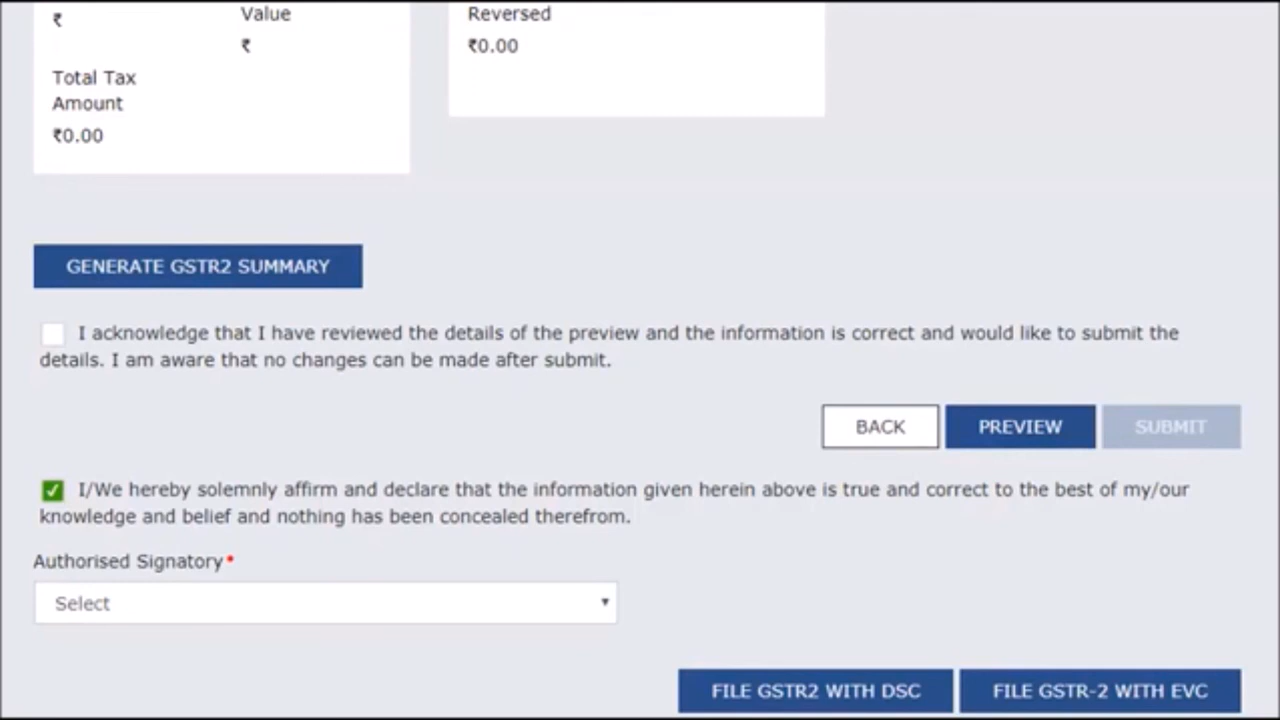 ₹
Value
₹
Total Tax
Amount
₹0.00
Reversed
₹0.00
GENERATE GSTR2 SUMMARY
I acknowledge that I have reviewed the details of the preview and the information is correct and would like to submit the
details. I am aware that no changes can be made after submit.
BACK
PREVIEW
SUBMIT
I/We hereby solemnly affirm and declare that the information given herein above is true and correct to the best of my/our
knowledge and belief and nothing has been concealed therefrom.
Authorised Signatory*
Select
FILE GSTR2 WITH DSC
FILE GSTR-2 WITH EVC